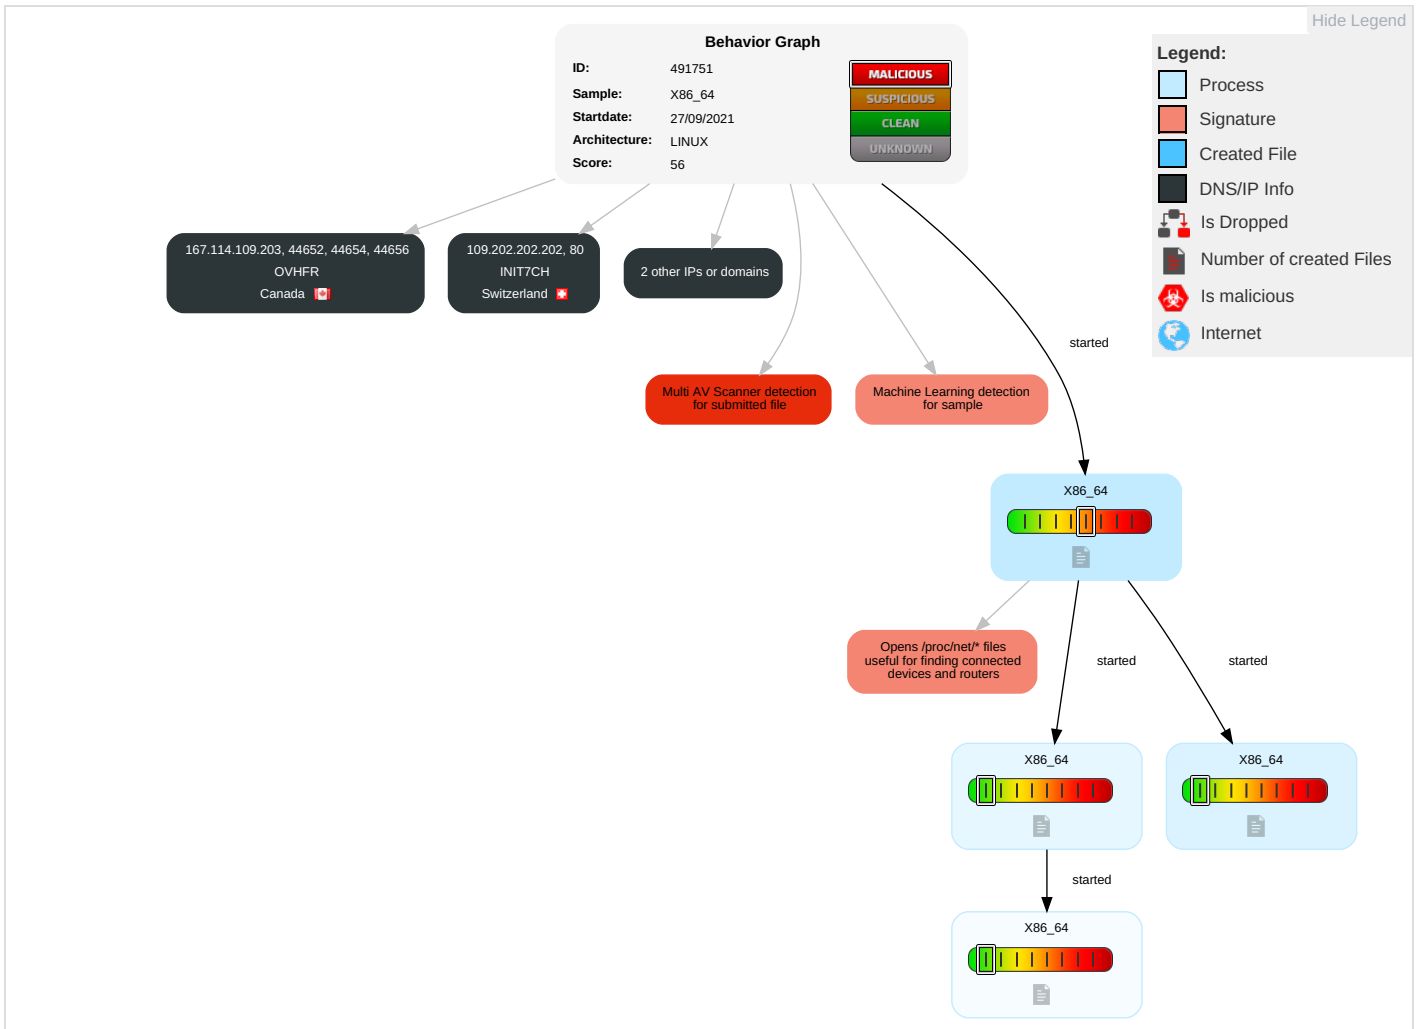 Hide Legend
Behavior Graph
ID: 491751
Sample: X86_64
Startdate: 27/09/2021
Architecture: LINUX
Score: 56
MALICIOUS
SUSPICIOUS
CLEAN
UNKNOWN
Legend:
Process
Signature
Created File
DNS/IP Info
Is Dropped
Number of created Files
Is malicious
Internet
167.114.109.203, 44652, 44654, 44656
OVHFR
Canada
109.202.202.202, 80
INIT7CH
Switzerland
2 other IPs or domains
started
Multi AV Scanner detection
for submitted file
Machine Learning detection
for sample
X86_64
Opens /proc/net/* files
useful for finding connected
devices and routers
started
started
X86_64
X86_64
started
X86_64